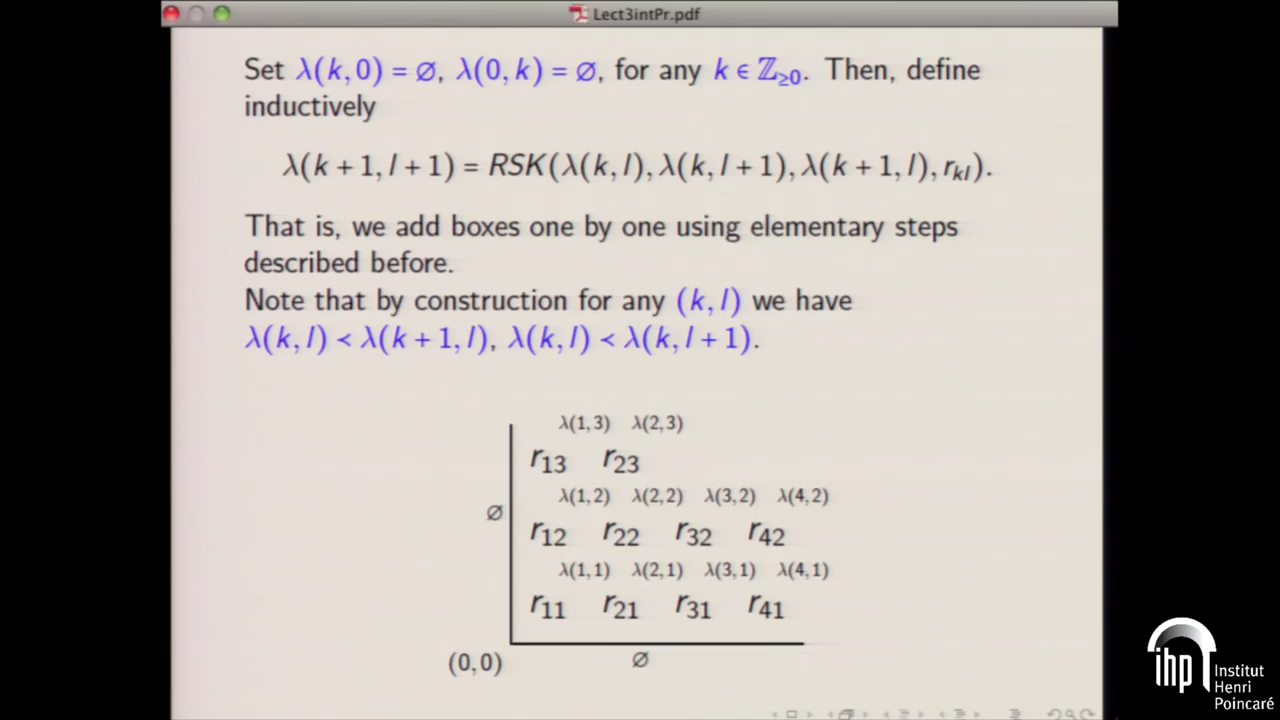 Lect3intPr.pdf
Set λ(k, 0) = ∅, λ(0, k) = ∅, for any k ∈ ℤ≥0. Then, define
inductively
λ(k + 1, l + 1) = RSK(λ(k, l), λ(k, l + 1), λ(k + 1, l), r_{kl}).
That is, we add boxes one by one using elementary steps
described before.
Note that by construction for any (k, l) we have
λ(k, l) ≺ λ(k + 1, l), λ(k, l) ≺ λ(k, l + 1).
λ(1, 3) λ(2, 3)
r13 r23
λ(1, 2) λ(2, 2) λ(3, 2) λ(4, 2)
∅
r12 r22 r32 r42
λ(1, 1) λ(2, 1) λ(3, 1) λ(4, 1)
r11 r21 r31 r41
(0, 0) ∅
ihp
Institut
Henri
Poincaré